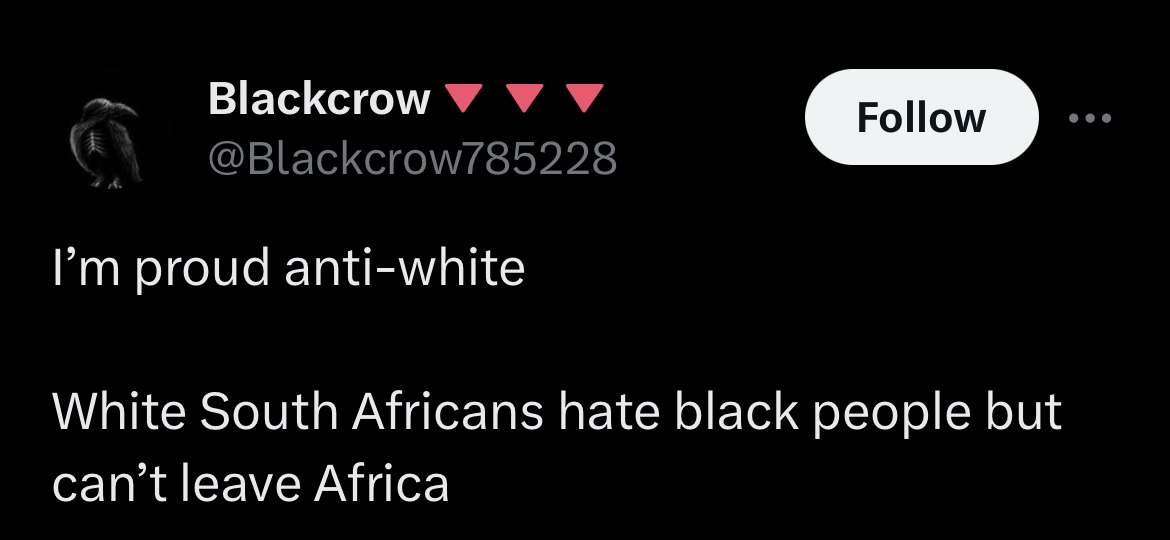 Blackcrow 🔻 🔻 🔻
@Blackcrow785228
Follow
I’m proud anti-white
White South Africans hate black people but
can’t leave Africa